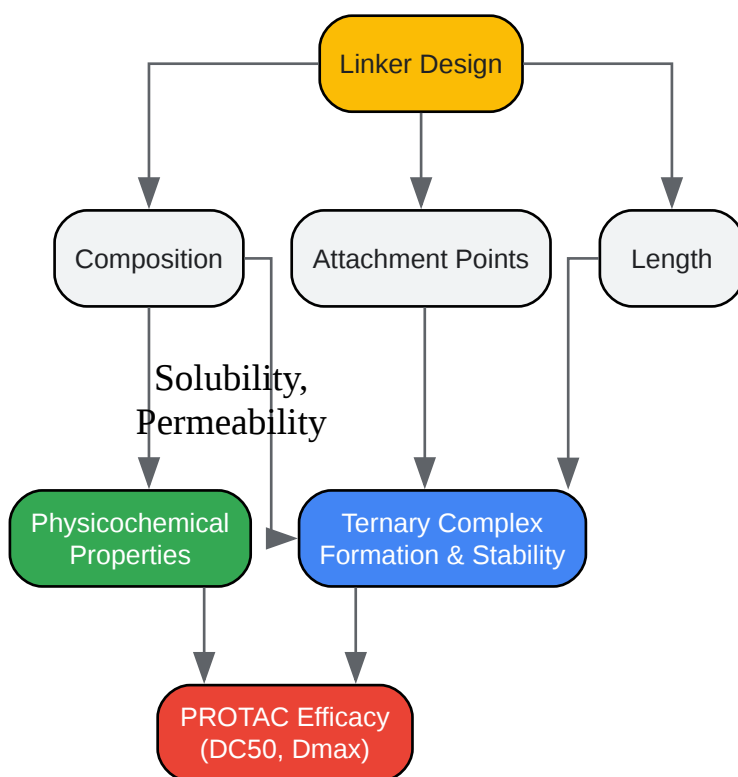 Linker Design
Composition
Attachment Points
Length
Solubility,
Permeability
Physicochemical
Properties
Ternary Complex
Formation & Stability
PROTAC Efficacy
(DC50, Dmax)